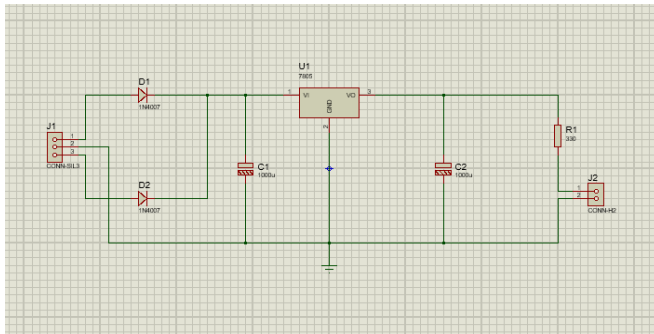 U1
7805
D1
1N4007
1
VI
VO
3
GND
2
J1
1
2
3
CONN-SIL3
R1
330
C1
1000u
C2
1000u
D2
1N4007
J2
1
2
CONN-H2